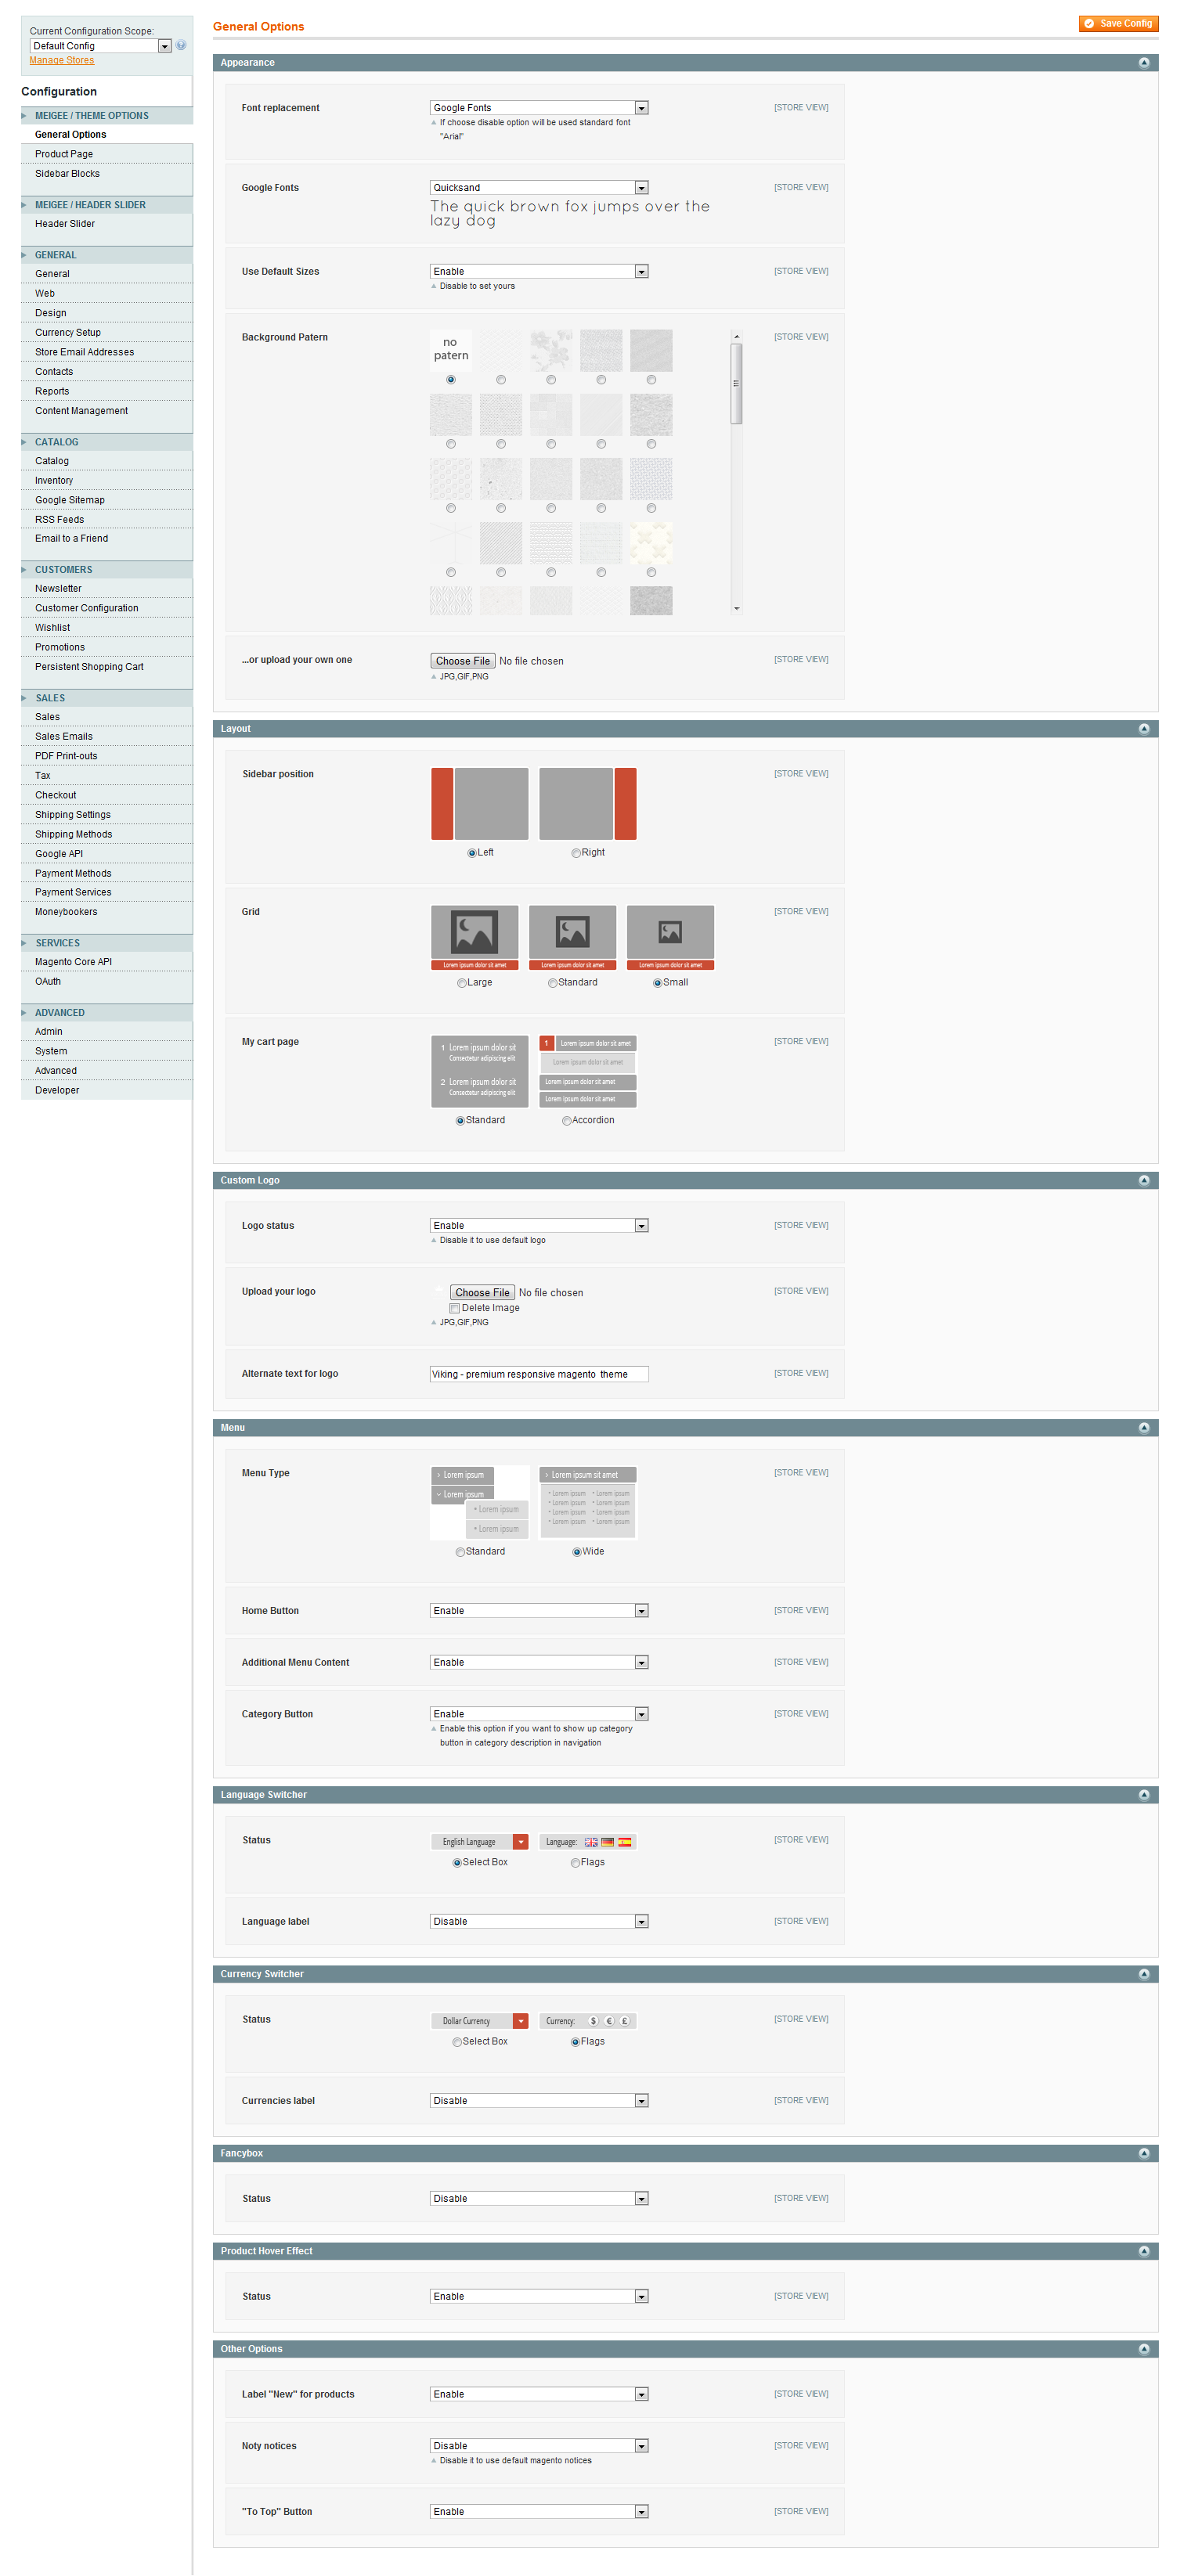 Current Configuration Scope:
Default Config
Manage Stores
Configuration
MEIGEE / THEME OPTIONS
General Options
Product Page
Sidebar Blocks
MEIGEE / HEADER SLIDER
Header Slider
GENERAL
General
Web
Design
Currency Setup
Store Email Addresses
Contacts
Reports
Content Management
CATALOG
Catalog
Inventory
Google Sitemap
RSS Feeds
Email to a Friend
CUSTOMERS
Newsletter
Customer Configuration
Wishlist
Promotions
Persistent Shopping Cart
SALES
Sales
Sales Emails
PDF Print-outs
Tax
Checkout
Shipping Settings
Shipping Methods
Google API
Payment Methods
Payment Services
Moneybookers
SERVICES
Magento Core API
OAuth
ADVANCED
Admin
System
Advanced
Developer
General Options
Save Config
Appearance
Font replacement
Google Fonts
[STORE VIEW]
If choose disable option will be used standard font
"Arial"
Google Fonts
Quicksand
[STORE VIEW]
The quick brown fox jumps over the
lazy dog
Use Default Sizes
Enable
[STORE VIEW]
Disable to set yours
Background Patern
no
patern
[STORE VIEW]
...or upload your own one
Choose File No file chosen
[STORE VIEW]
JPG,GIF,PNG
Layout
Sidebar position
[STORE VIEW]
Left
Right
Grid
[STORE VIEW]
Lorem ipsum dolor sit amet
Lorem ipsum dolor sit amet
Lorem ipsum dolor sit amet
Large
Standard
Small
My cart page
[STORE VIEW]
1 Lorem ipsum dolor sit
Consectetur adipiscing elit
2 Lorem ipsum dolor sit
Consectetur adipiscing elit
1 Lorem ipsum dolor sit amet
Lorem ipsum dolor sit amet
Lorem ipsum dolor sit amet
Lorem ipsum dolor sit amet
Standard
Accordion
Custom Logo
Logo status
Enable
[STORE VIEW]
Disable it to use default logo
Upload your logo
Choose File No file chosen
[STORE VIEW]
Delete Image
JPG,GIF,PNG
Alternate text for logo
Viking - premium responsive magento theme
[STORE VIEW]
Menu
Menu Type
[STORE VIEW]
› Lorem ipsum
Lorem ipsum
• Lorem ipsum
• Lorem ipsum
› Lorem ipsum sit amet
• Lorem ipsum • Lorem ipsum
• Lorem ipsum • Lorem ipsum
• Lorem ipsum • Lorem ipsum
• Lorem ipsum • Lorem ipsum
Standard
Wide
Home Button
Enable
[STORE VIEW]
Additional Menu Content
Enable
[STORE VIEW]
Category Button
Enable
[STORE VIEW]
Enable this option if you want to show up category
button in category description in navigation
Language Switcher
Status
English Language
Language:
[STORE VIEW]
Select Box
Flags
Language label
Disable
[STORE VIEW]
Currency Switcher
Status
Dollar Currency
Currency: $ € £
[STORE VIEW]
Select Box
Flags
Currencies label
Disable
[STORE VIEW]
Fancybox
Status
Disable
[STORE VIEW]
Product Hover Effect
Status
Enable
[STORE VIEW]
Other Options
Label "New" for products
Enable
[STORE VIEW]
Noty notices
Disable
[STORE VIEW]
Disable it to use default magento notices
"To Top" Button
Enable
[STORE VIEW]